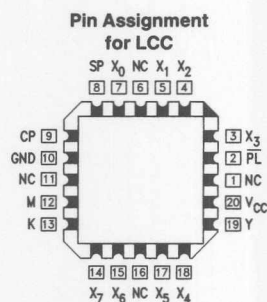 Pin Assignment
for LCC
SP X₀ NC X₁ X₂
8 7 6 5 4
CP 9
GND 10
NC 11
M 12
K 13
3 X₃
2 P̅L̅
1 NC
20 V_CC
19 Y
14 15 16 17 18
X₇ X₆ NC X₅ X₄